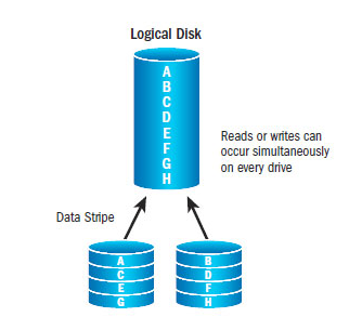 Logical Disk
A
B
C
D
E
F
G
H
Reads or writes can
occur simultaneously
on every drive
Data Stripe
A
C
E
G
B
D
F
H